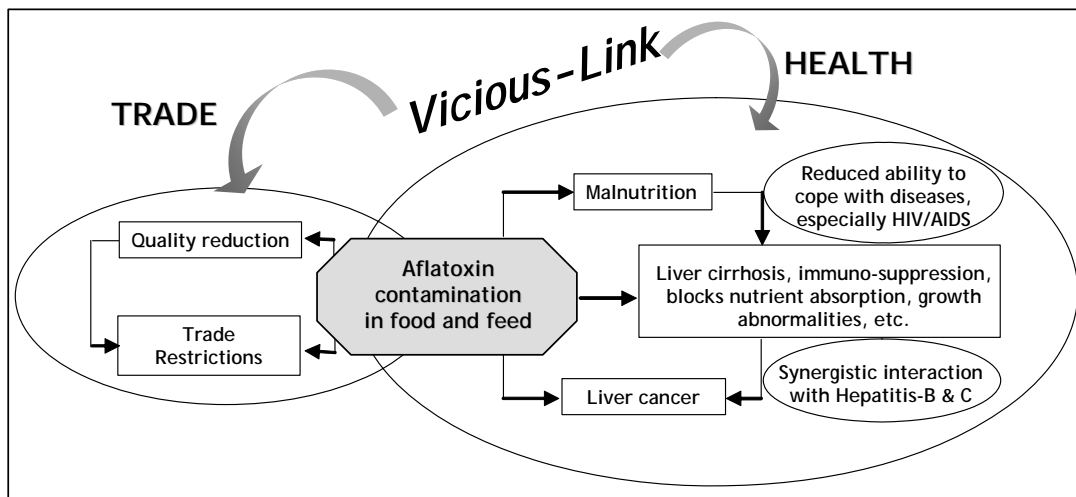 Vicious-Link
TRADE
HEALTH
Quality reduction
Trade
Restrictions
Aflatoxin
contamination
in food and feed
Malnutrition
Reduced ability to
cope with diseases,
especially HIV/AIDS
Liver cirrhosis, immuno-suppression,
blocks nutrient absorption, growth
abnormalities, etc.
Liver cancer
Synergistic interaction
with Hepatitis-B & C